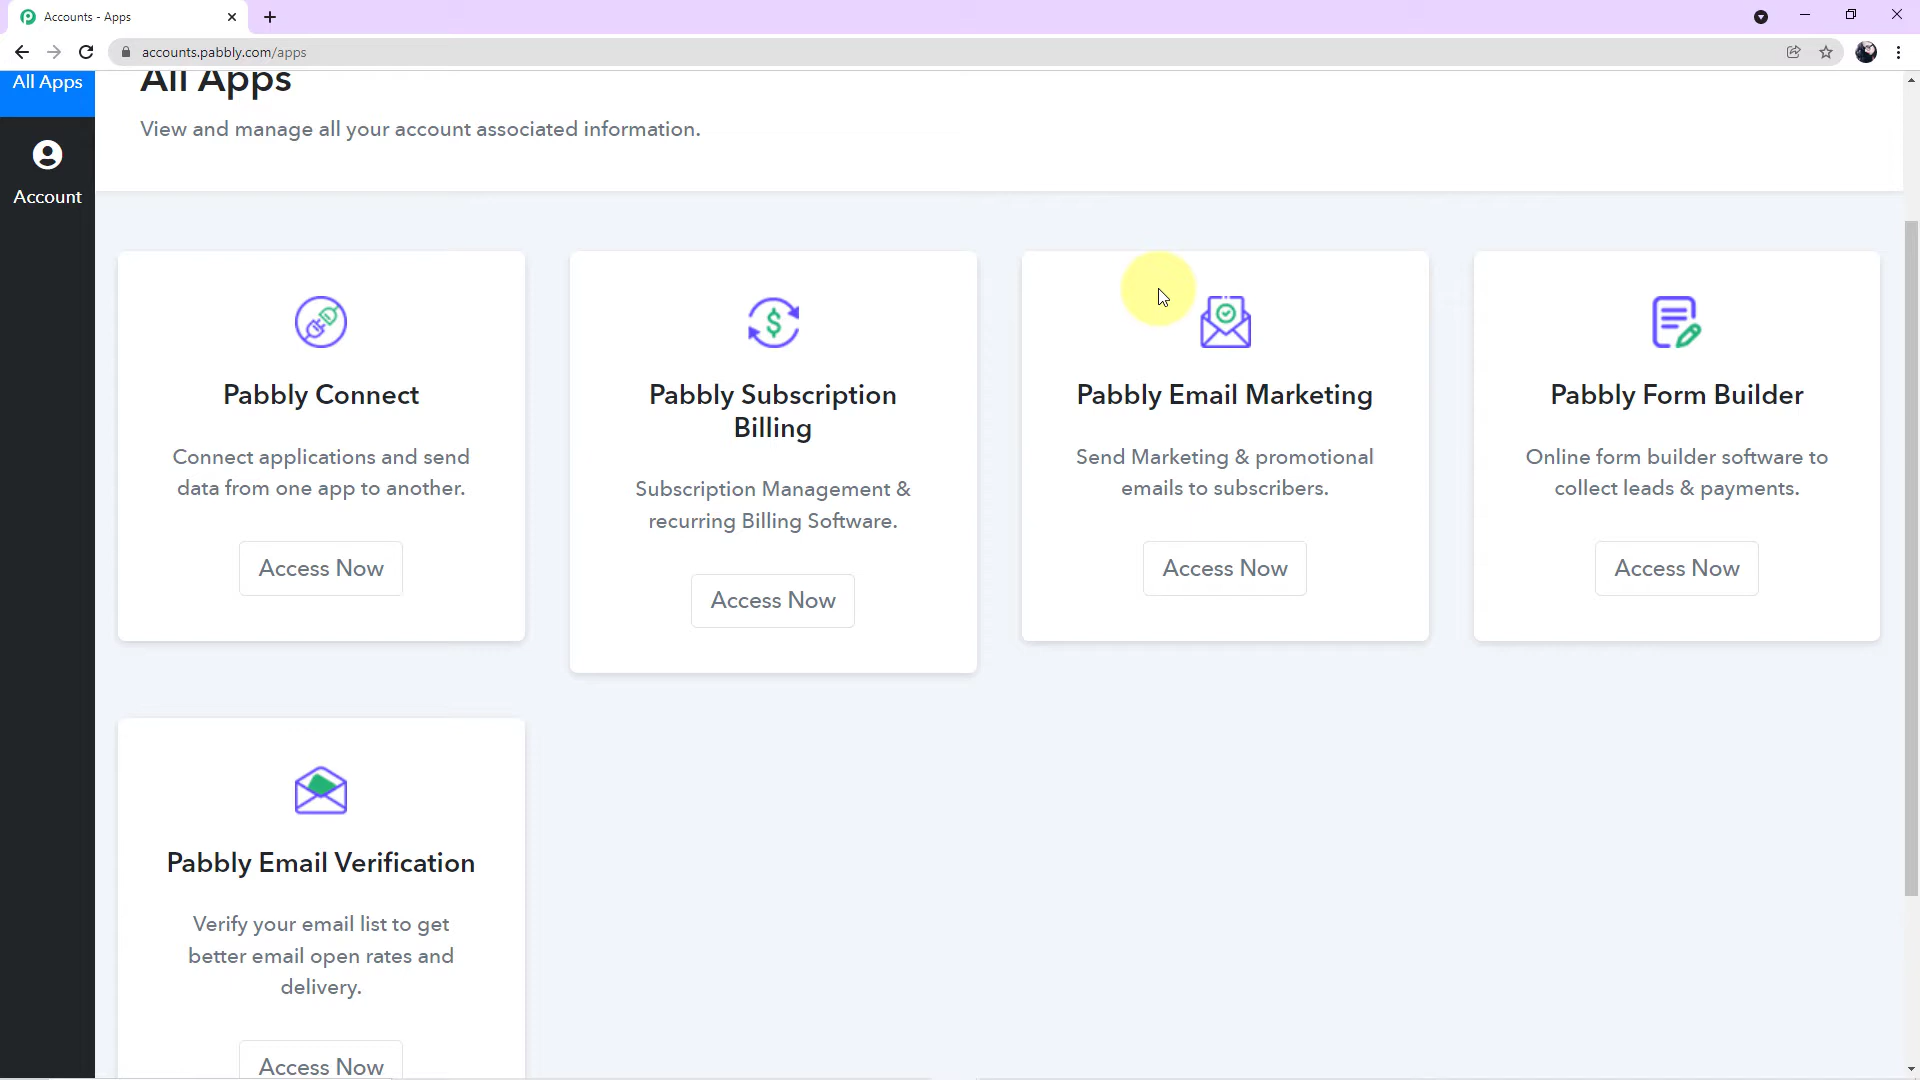 Accounts - Apps
accounts.pabbly.com/apps
All Apps
Account
All Apps
View and manage all your account associated information.
Pabbly Connect
Connect applications and send
data from one app to another.
Access Now
Pabbly Subscription
Billing
Subscription Management &
recurring Billing Software.
Access Now
Pabbly Email Marketing
Send Marketing & promotional
emails to subscribers.
Access Now
Pabbly Form Builder
Online form builder software to
collect leads & payments.
Access Now
Pabbly Email Verification
Verify your email list to get
better email open rates and
delivery.
Access Now